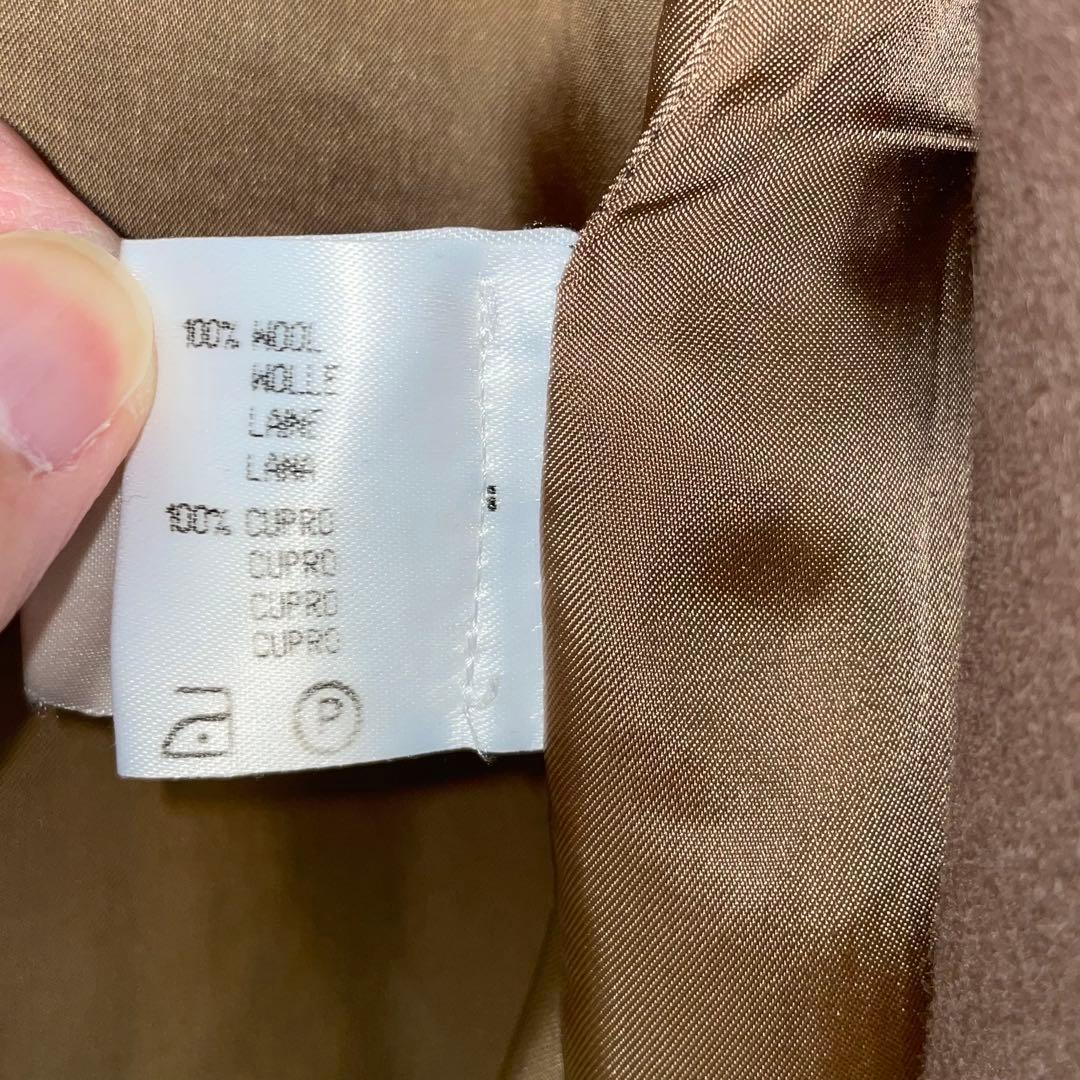 100% WOOL
WOLLE
LAINE
LANA
100% CUPRO
CUPRO
CUPRO
CUPRO
P